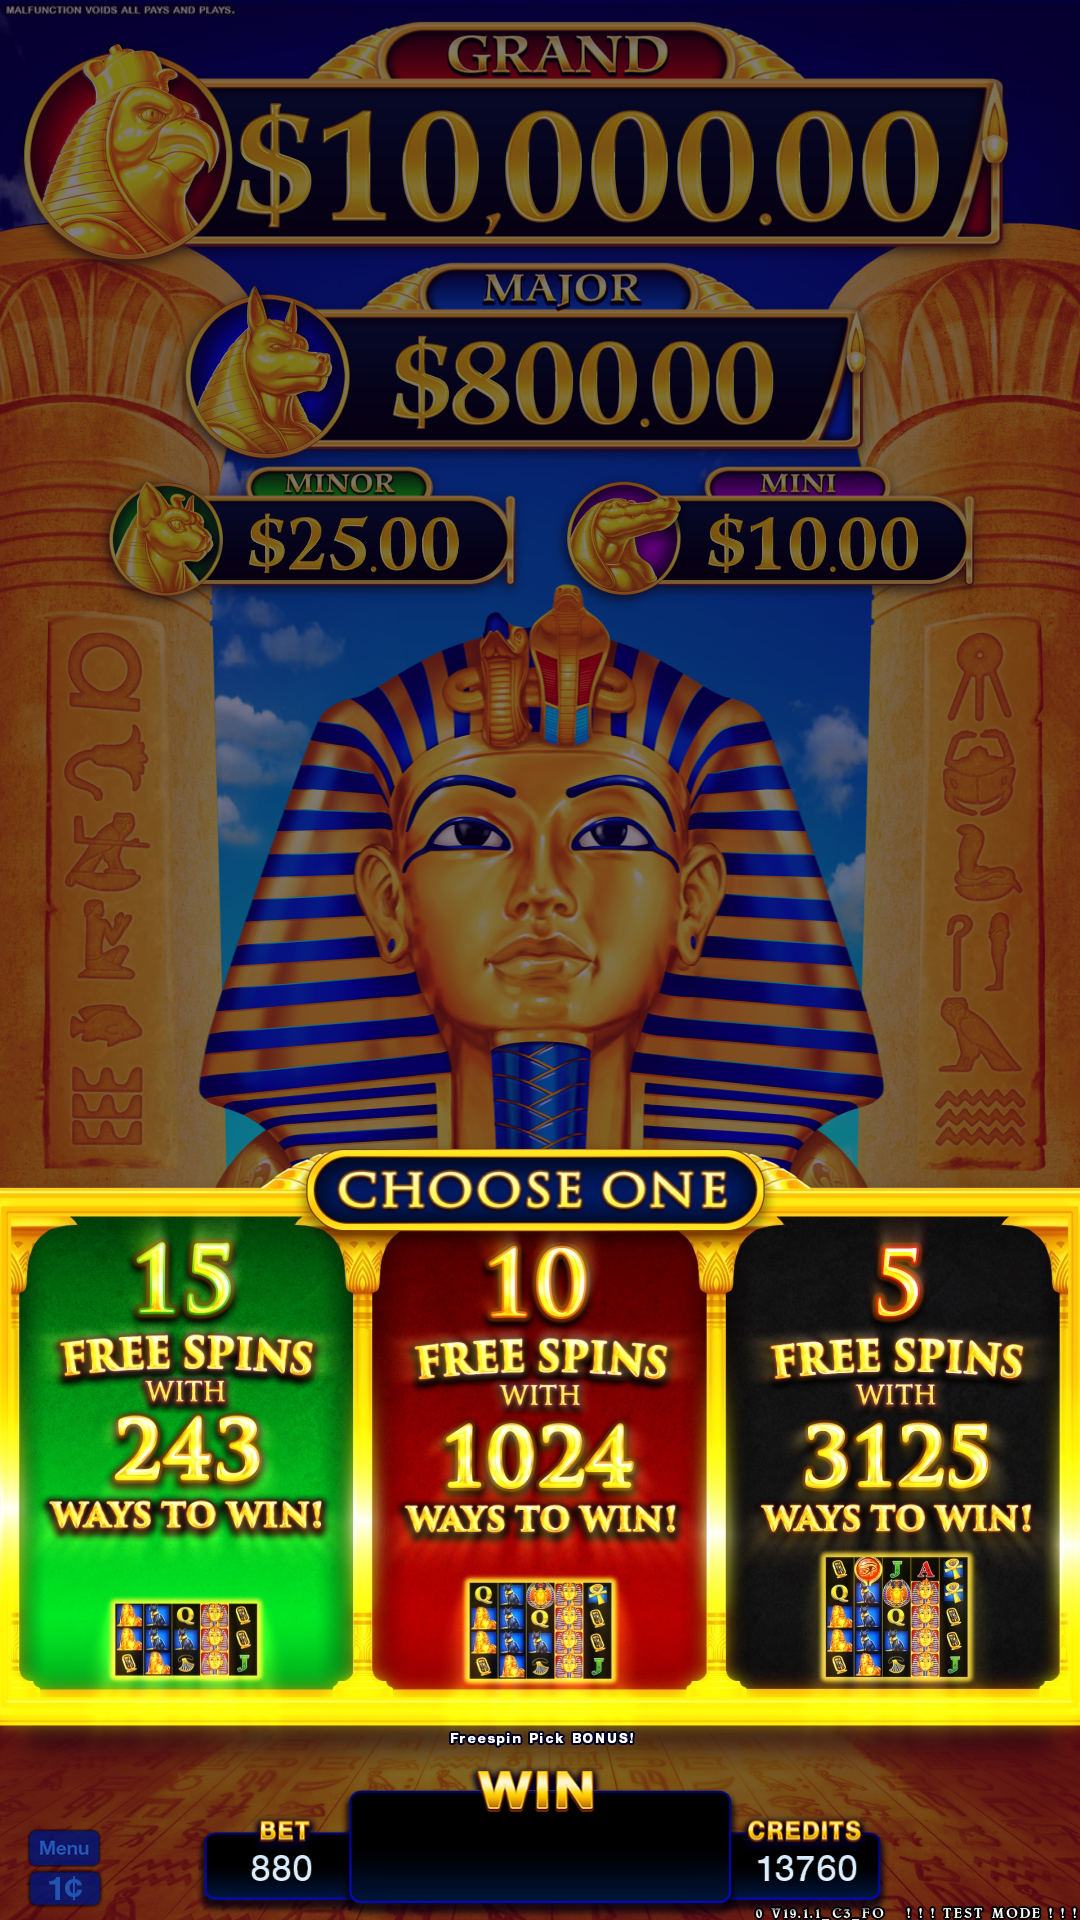 MALFUNCTION VOIDS ALL PAYS AND PLAYS.
GRAND
$10,000.00
MAJOR
$800.00
MINOR
$25.00
MINI
$10.00
CHOOSE ONE
15
FREE SPINS
WITH
243
WAYS TO WIN!
10
FREE SPINS
WITH
1024
WAYS TO WIN!
Q
Q
J
5
FREE SPINS
WITH
3125
WAYS TO WIN!
J A
Q
Q
J
Q
J
Freespin Pick BONUS!
WIN
BET
880
CREDITS
13760
Menu
1¢
0 V19.1.1_C3_FO !!! TEST MODE !!!